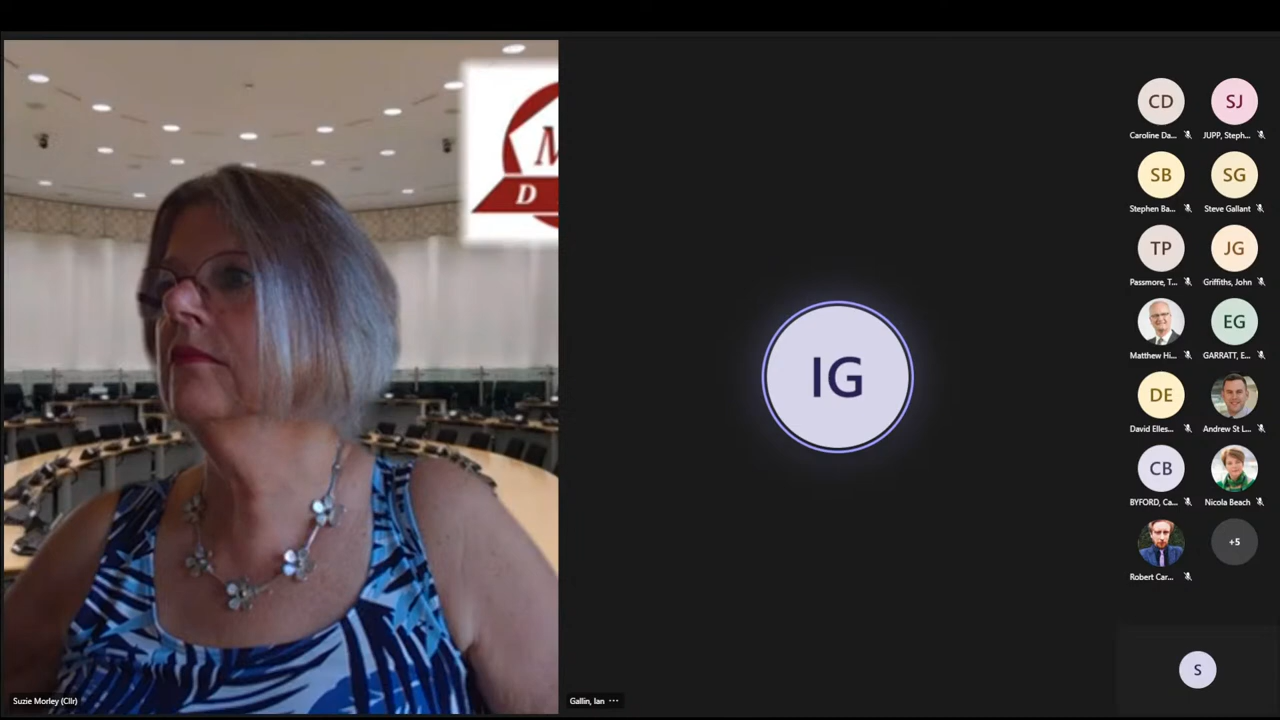 M
D
Suzie Morley (Cllr)
IG
Gallin, Ian ···
CD
Caroline Da...
SJ
JUPP, Steph...
SB
Stephen Ba...
SG
Steve Gallant
TP
Passmore, T...
JG
Griffiths, John
Matthew Hi...
EG
GARRATT, E...
DE
David Elles...
Andrew St L...
CB
BYFORD, Ca...
Nicola Beach
Robert Car...
+5
S